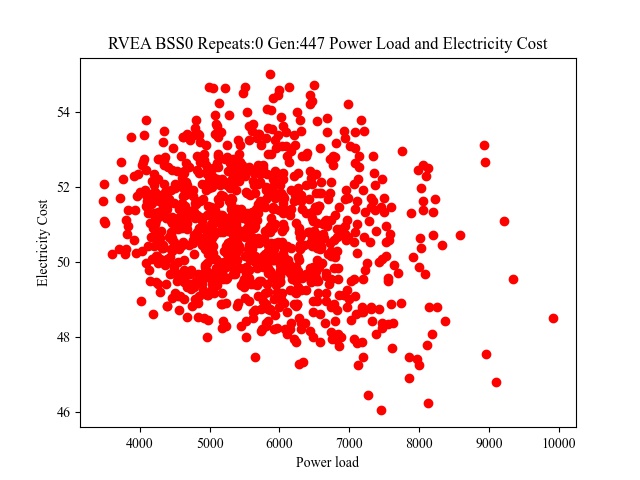 RVEA BSS0 Repeats:0 Gen:447 Power Load and Electricity Cost
54
52
50
48
46
Electricity Cost
4000 5000 6000 7000 8000 9000 10000
Power load